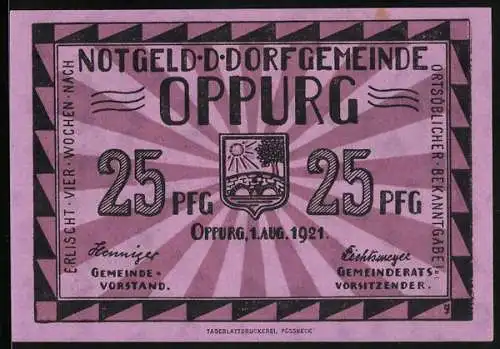 NOTGELD·D·DORFGEMEINDE
OPPURG
ERLISCHT·VIER·WOCHEN·NACH
ORTSÜBLICHER·BEKANNTGABE
25 PFG
25 PFG
OPPURG, 1. AUG. 1921.
Henniger
GEMEINDE-
VORSTAND.
GEMEINDERATS-
VORSITZENDER.
TAGEBLATTDRUCKEREI, PÖSSNECK